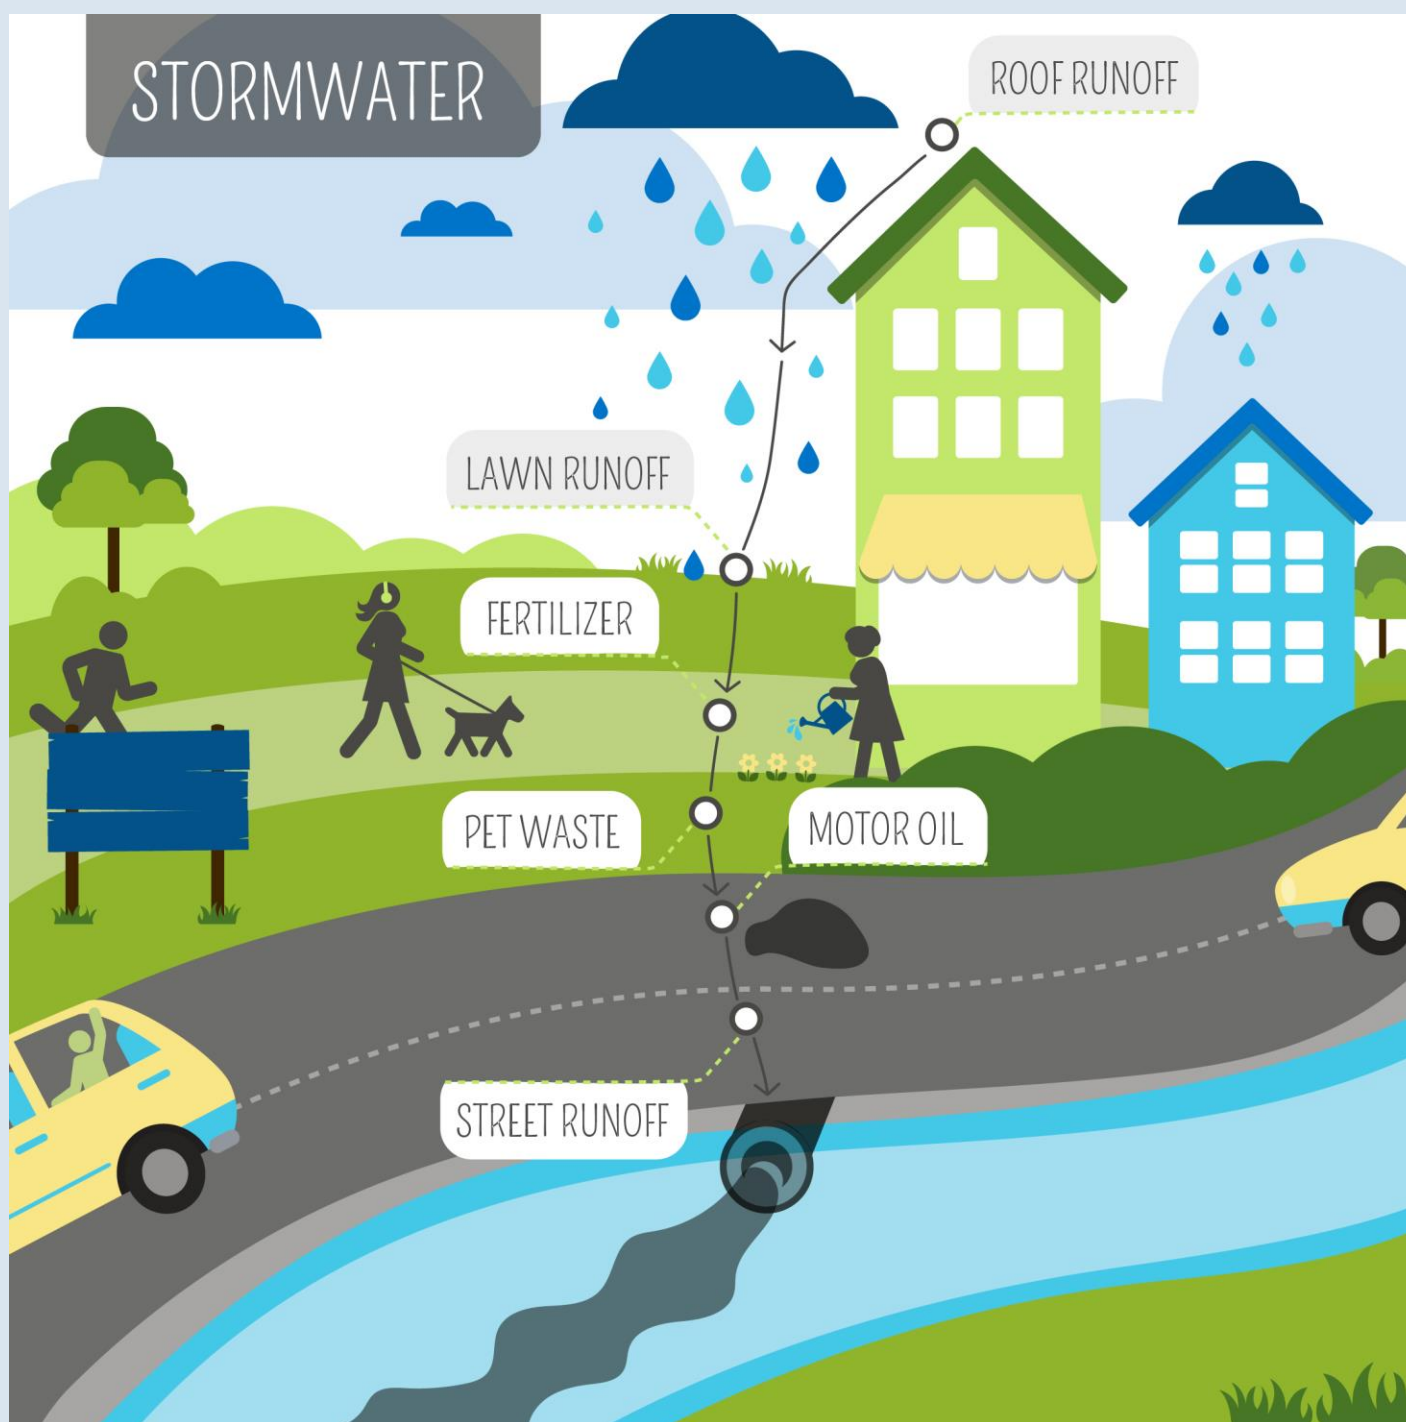 STORMWATER
ROOF RUNOFF
LAWN RUNOFF
FERTILIZER
PET WASTE
MOTOR OIL
STREET RUNOFF